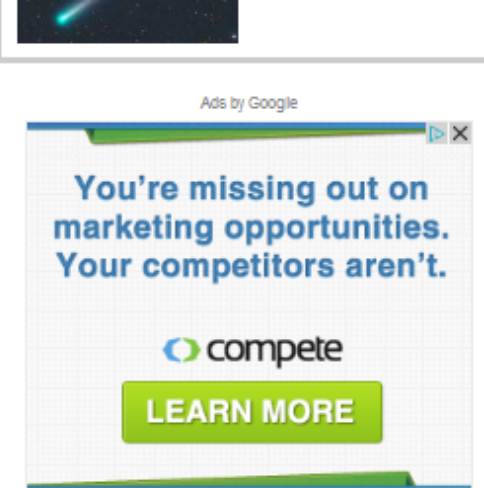 Ads by Google
You're missing out on
marketing opportunities.
Your competitors aren't.
compete
LEARN MORE